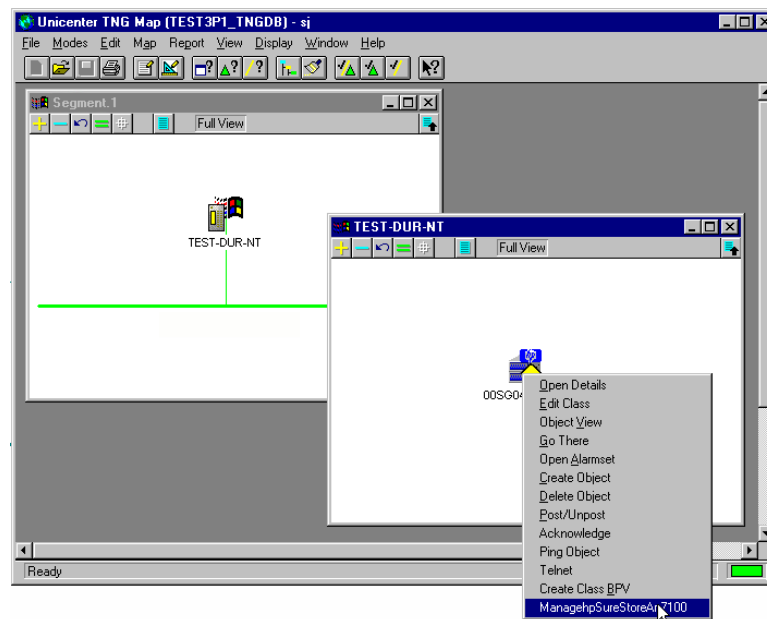 Unicenter TNG Map (TEST3P1_TNGDB) - sj
File Modes Edit Map Report View Display Window Help
Segment.1
Full View
TEST-DUR-NT
TEST-DUR-NT
Full View
hp
00SG04
Open Details
Edit Class
Object View
Go There
Open Alarmset
Create Object
Delete Object
Post/Unpost
Acknowledge
Ping Object
Telnet
Create Class BPV
ManagehpSureStoreAr7100
Ready